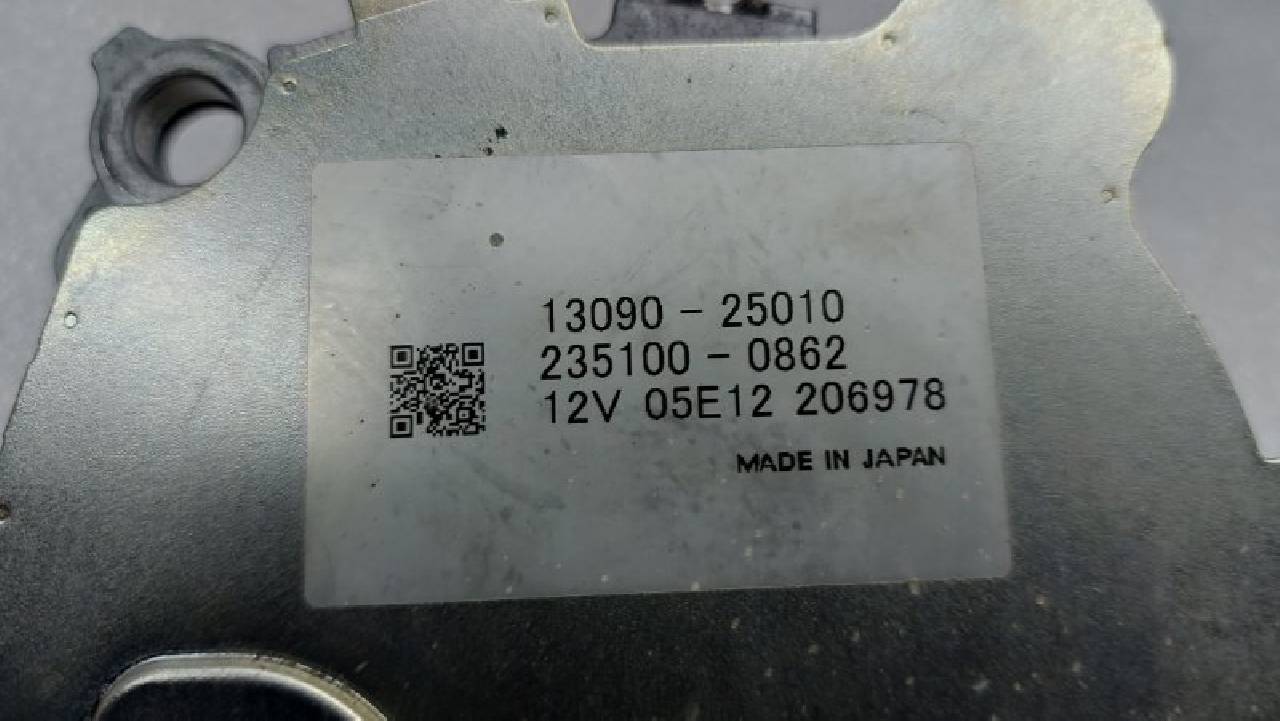 13090-25010
235100-0862
12V 05E12 206978
MADE IN JAPAN